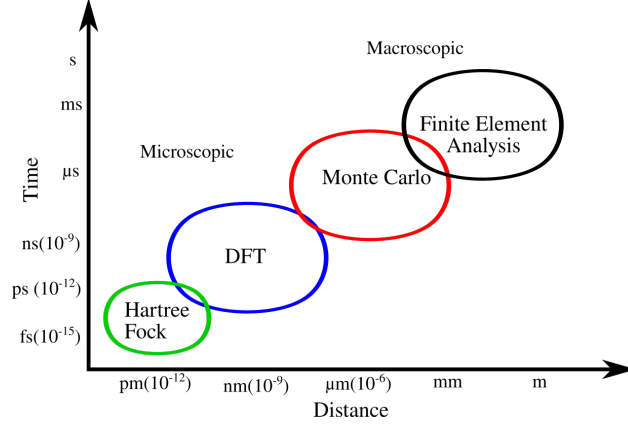 Macroscopic
s
ms
Finite Element
Analysis
Microscopic
µs
Monte Carlo
Time
ns(10-9)
DFT
ps (10-12)
Hartree
Fock
fs(10-15)
pm(10-12)
nm(10-9)
µm(10-6)
mm
m
Distance